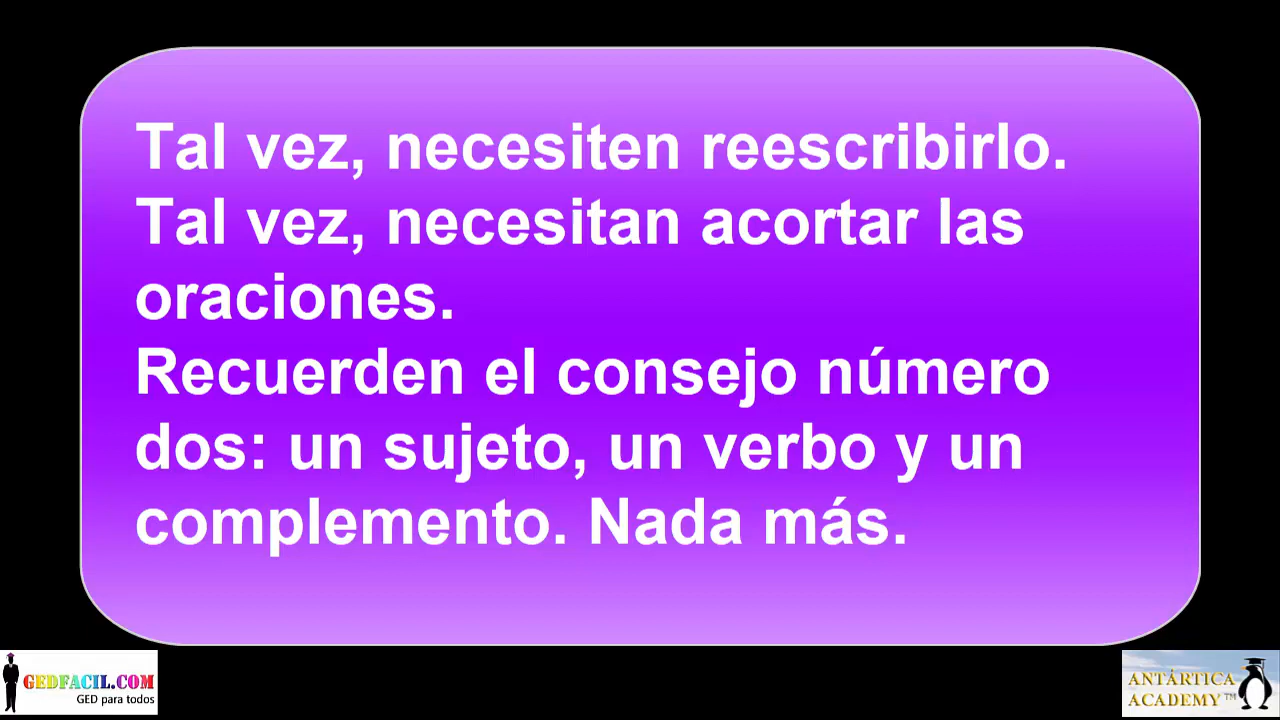 Tal vez, necesiten reescribirlo.
Tal vez, necesitan acortar las
oraciones.
Recuerden el consejo número
dos: un sujeto, un verbo y un
complemento. Nada más.
GEDFACIL.COM
GED para todos
ANTÁRTICA
ACADEMY™